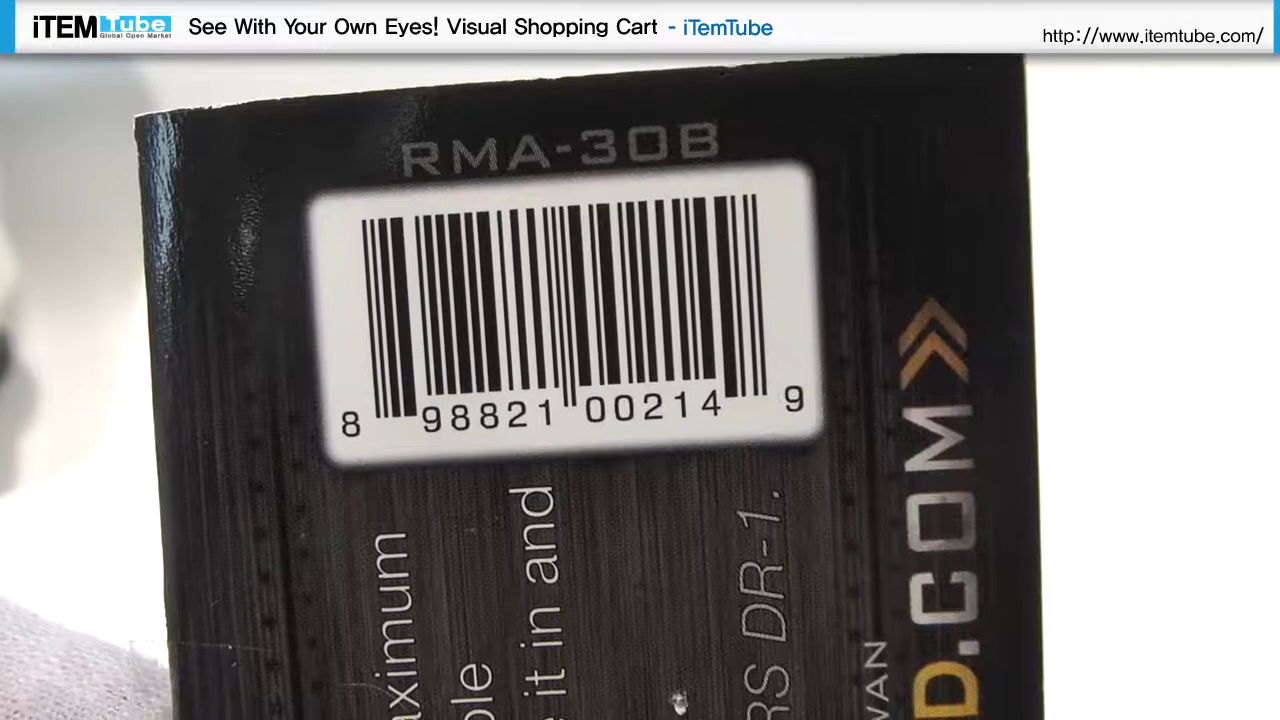 iTEMTube
Global Open Market
See With Your Own Eyes! Visual Shopping Cart - iTemTube
http://www.itemtube.com/
RMA-30B
8 98821 00214 9
aximum
ple
it in and
RS DR-1.
VAN
D.COM